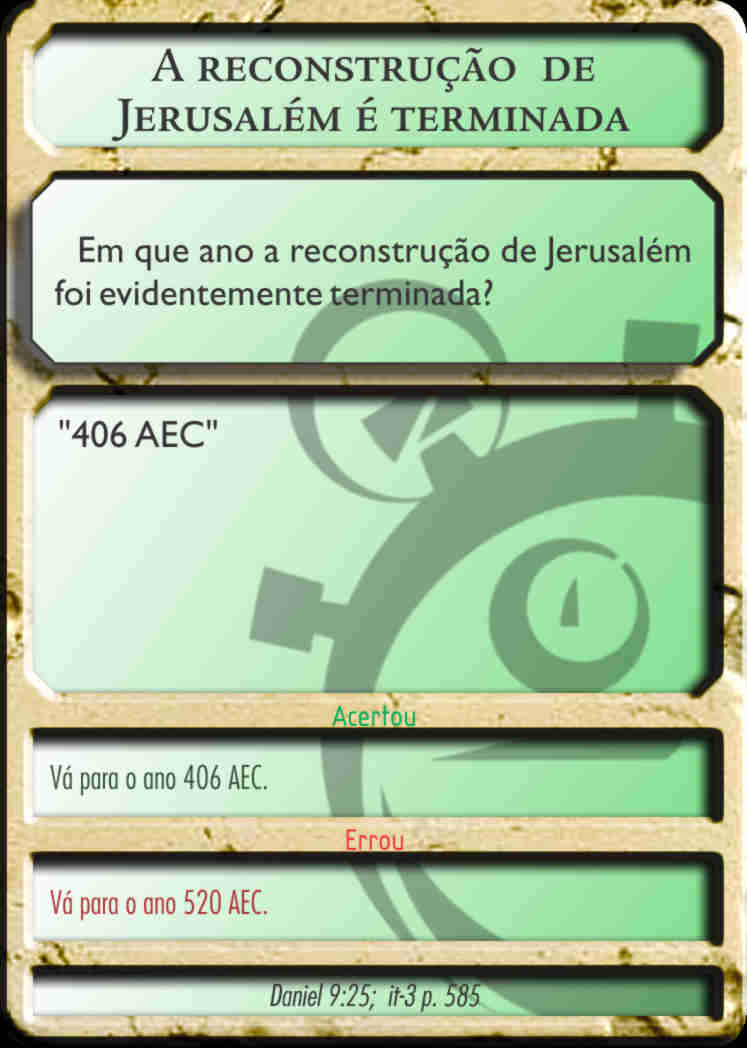 A RECONSTRUÇÃO DE
JERUSALÉM É TERMINADA
Em que ano a reconstrução de Jerusalém
foi evidentemente terminada?
"406 AEC"
Acertou
Vá para o ano 406 AEC.
Errou
Vá para o ano 520 AEC.
Daniel 9:25; it-3 p. 585